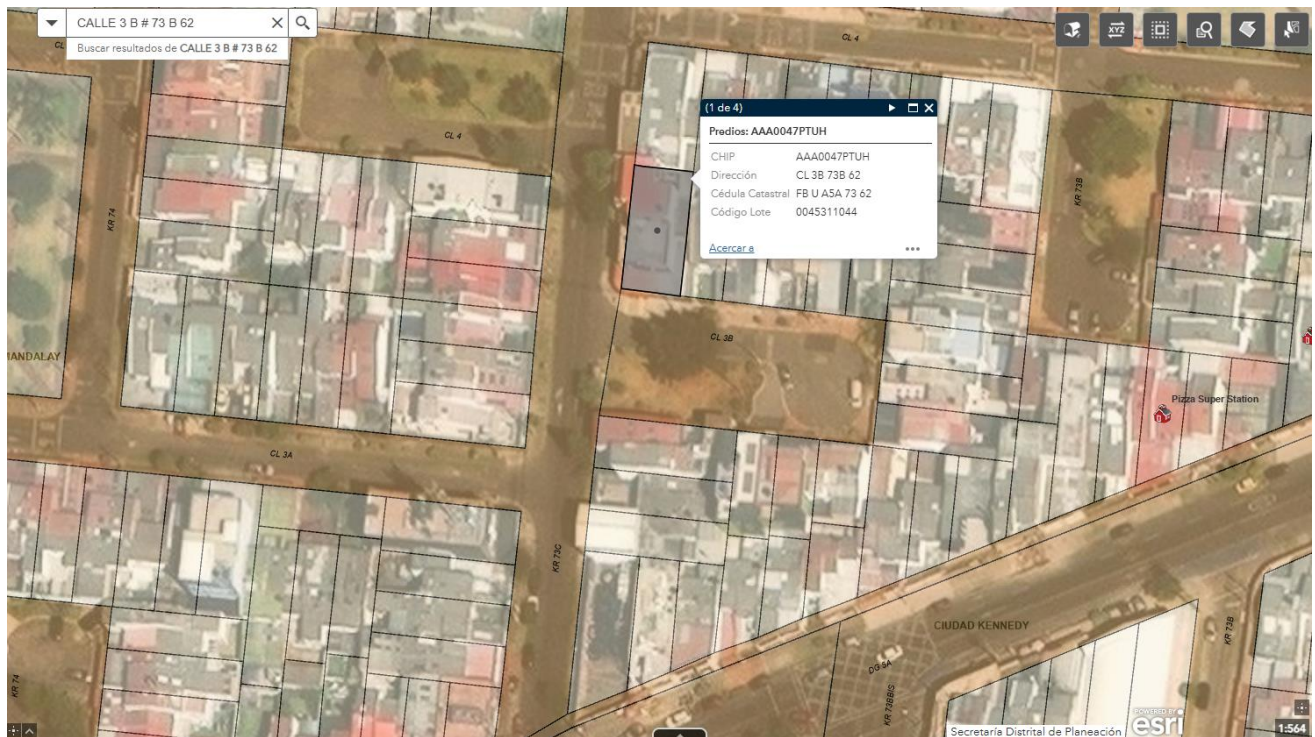 CALLE 3 B # 73 B 62
Buscar resultados de CALLE 3 B # 73 B 62
XYZ
CL
CL 4
CL 4
(1 de 4)
Predios: AAA0047PTUH
CHIP AAA0047PTUH
Dirección CL 3B 73B 62
Cédula Catastral FB U A5A 73 62
Código Lote 0045311044
Acercar a
KR 74
KR 73B
CL 3B
MANDALAY
Pizza Super Station
CL 3A
KR 73C
CIUDAD KENNEDY
KR 73B
DG 5A
KR 74
KR 73BBIS
Secretaría Distrital de Planeación
POWERED BY
esri
1:564